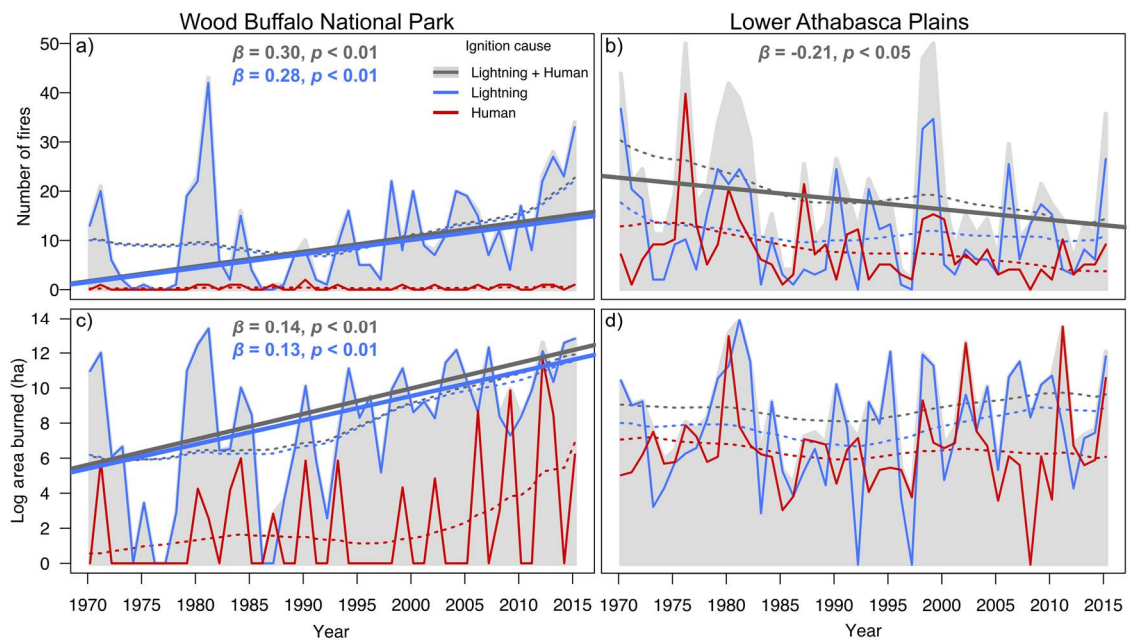 Wood Buffalo National Park
Lower Athabasca Plains
a)
β = 0.30, p < 0.01
β = 0.28, p < 0.01
Ignition cause
Lightning + Human
Lightning
Human
b)
β = -0.21, p < 0.05
Number of fires
50
40
30
20
10
0
c)
β = 0.14, p < 0.01
β = 0.13, p < 0.01
d)
Log area burned (ha)
14
12
10
8
6
4
2
0
1970 1975 1980 1985 1990 1995 2000 2005 2010 2015
1970 1975 1980 1985 1990 1995 2000 2005 2010 2015
Year
Year